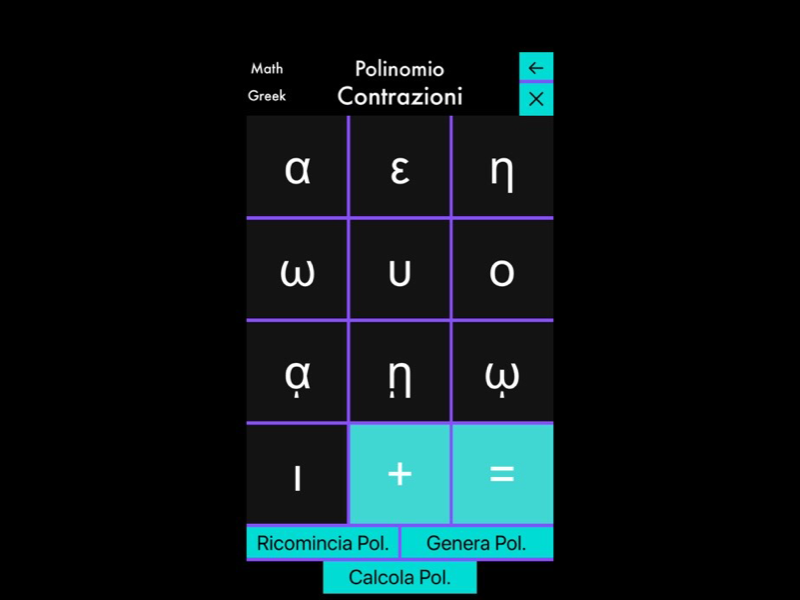 Math Polinomio ←
Greek Contrazioni ×
α ε η
ω υ ο
ᾳ ῃ ῳ
ι + =
Ricomincia Pol. Genera Pol.
Calcola Pol.